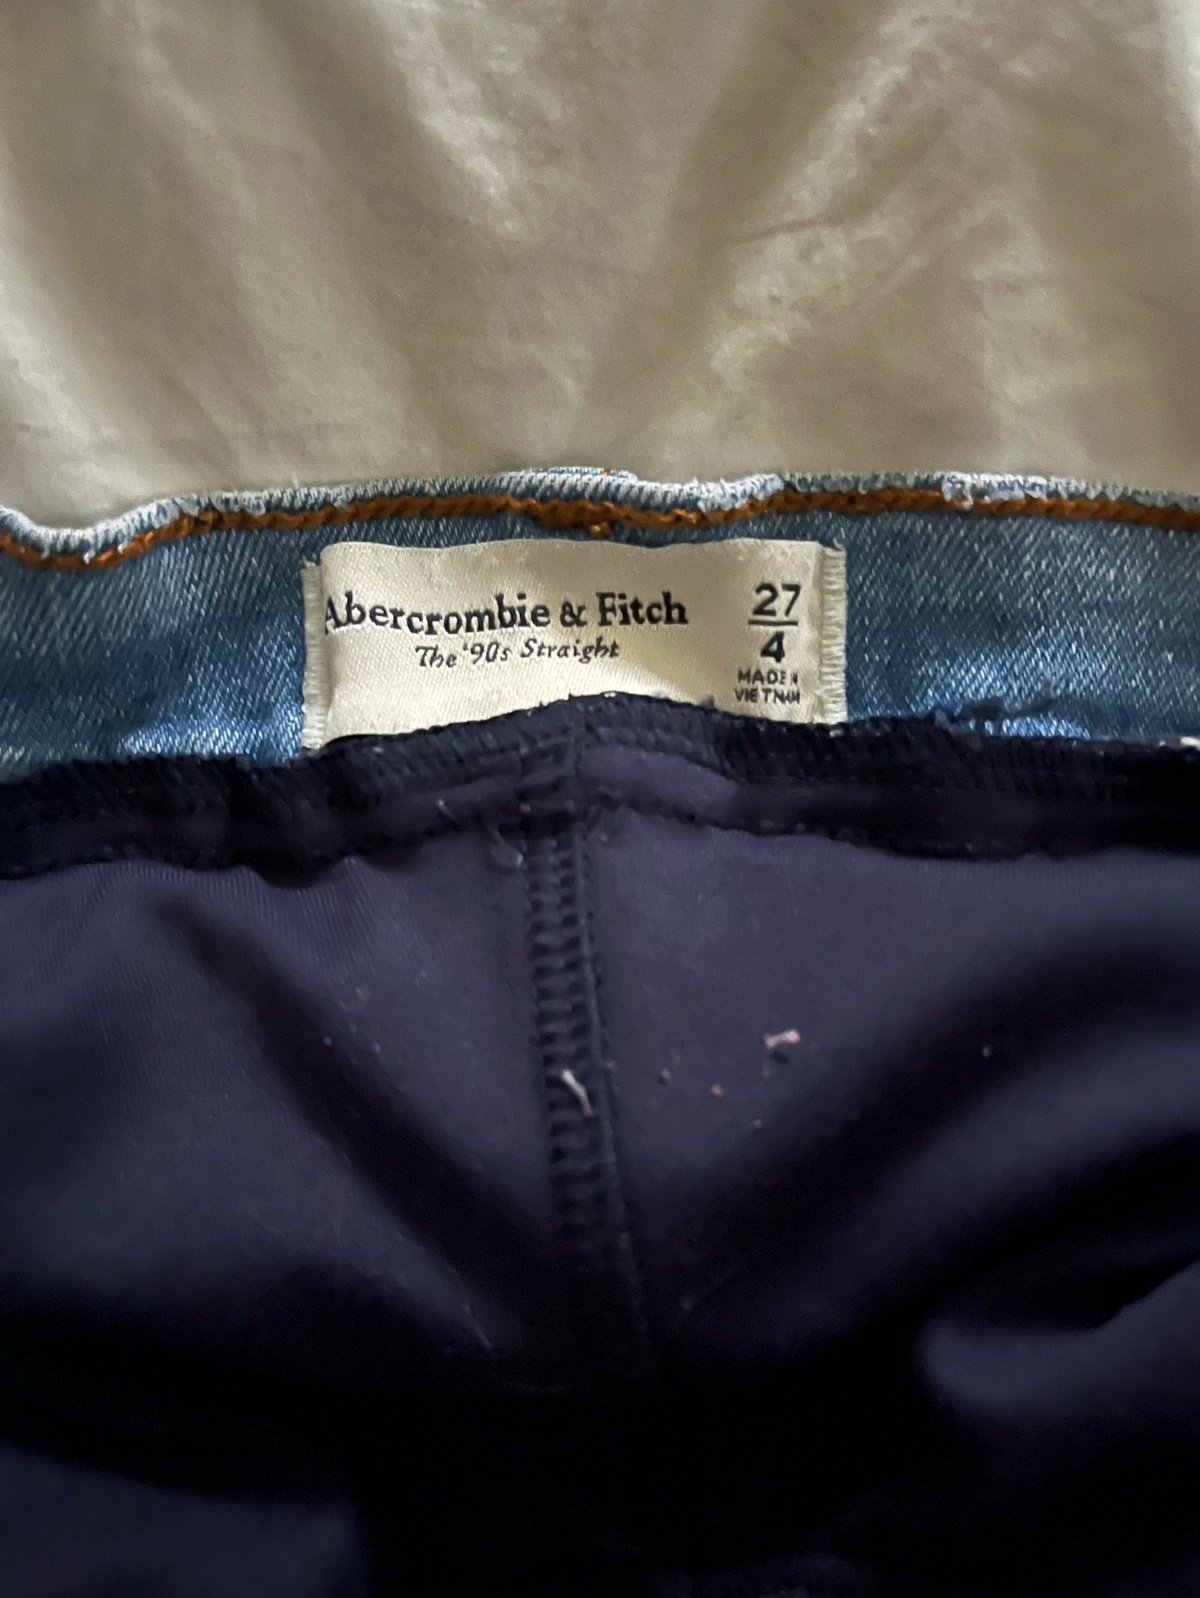 Abercrombie & Fitch
The '90s Straight
27
4
MADE IN
VIETNAM